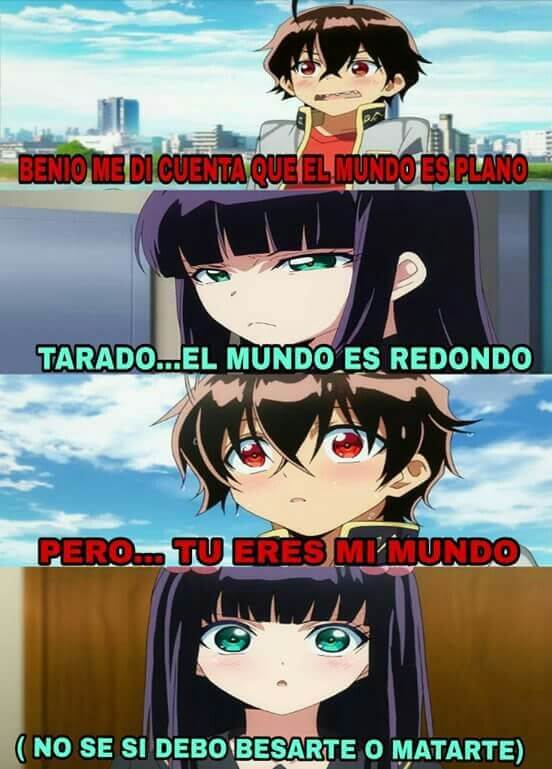 BENIO ME DI CUENTA QUE EL MUNDO ES PLANO
TARADO...EL MUNDO ES REDONDO
PERO... TU ERES MI MUNDO
( NO SE SI DEBO BESARTE O MATARTE)